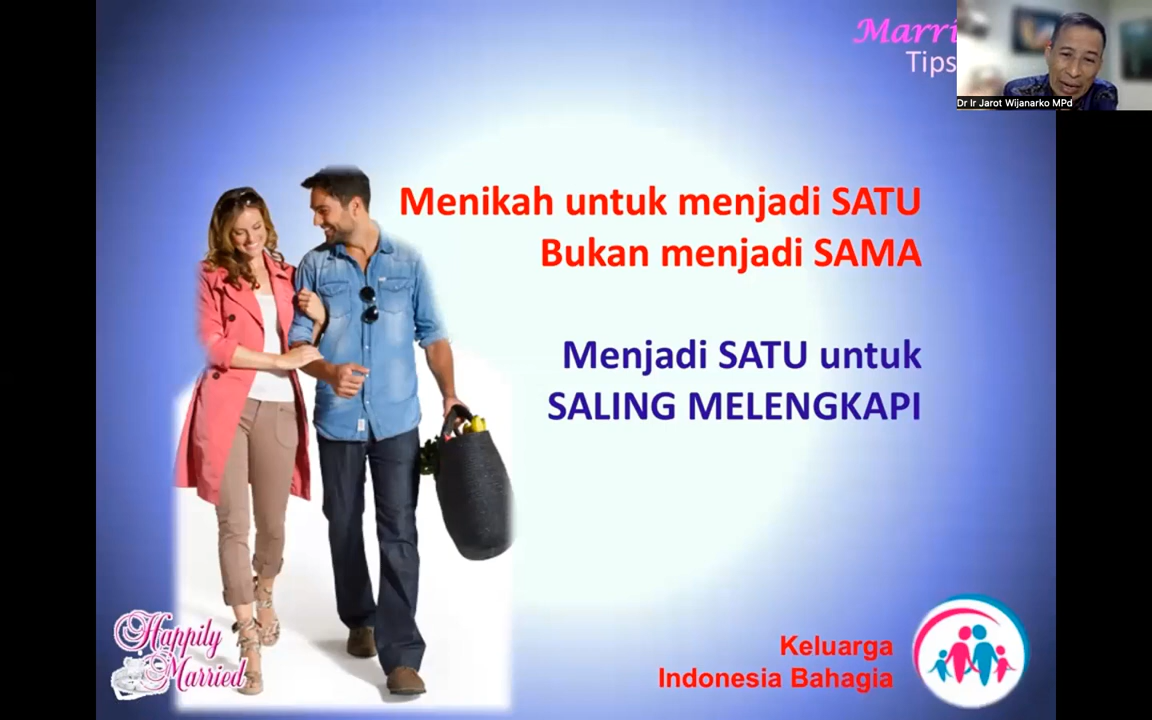 Tips
Dr Ir Jarot Wijanarko MPd
Menikah untuk menjadi SATU
Bukan menjadi SAMA
Menjadi SATU untuk
SALING MELENGKAPI
Happily
Married
Keluarga
Indonesia Bahagia